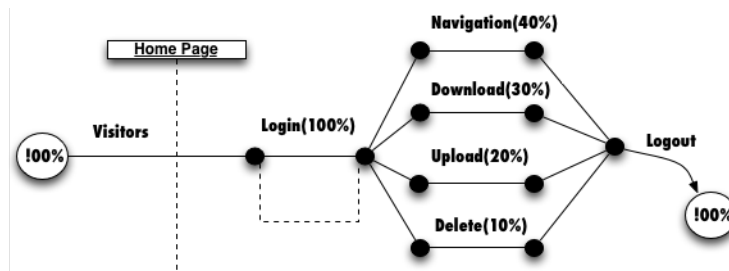 Navigation(40%)
Home Page
Download(30%)
Visitors
Login(100%)
!00%
Upload(20%)
Logout
!00%
Delete(10%)